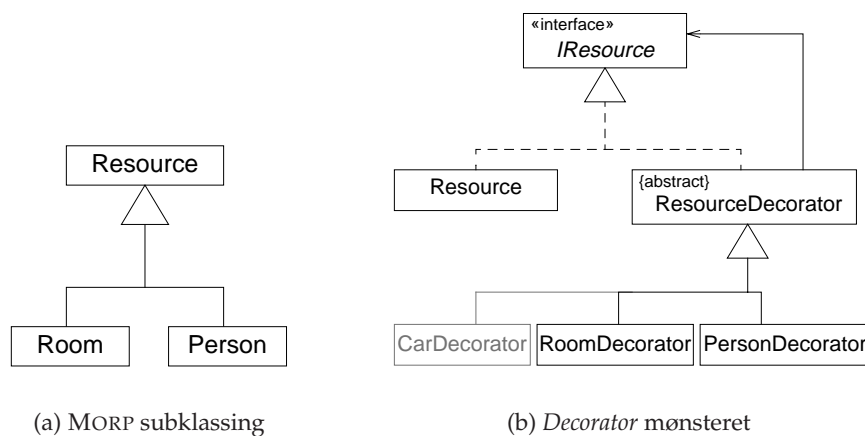 Resource
Room
Person
(a) MORP subklassing
«interface»
IResource
Resource
{abstract}
ResourceDecorator
CarDecorator
RoomDecorator
PersonDecorator
(b) Decorator mønsteret